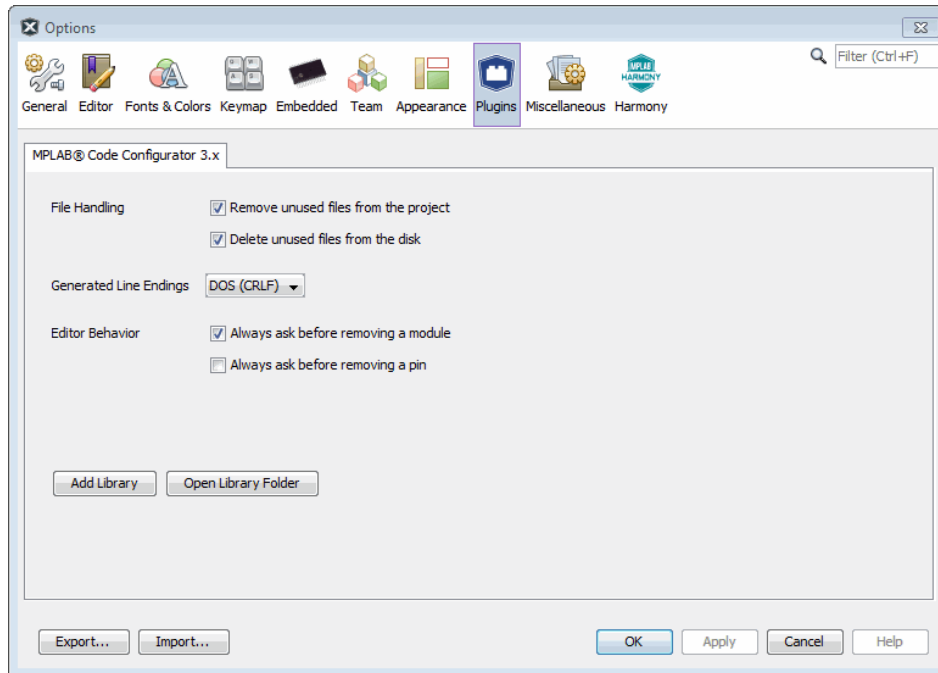 Options
Filter (Ctrl+F)
MPLAB
HARMONY
General Editor Fonts & Colors Keymap Embedded Team Appearance Plugins Miscellaneous Harmony
MPLAB® Code Configurator 3.x
File Handling Remove unused files from the project
Delete unused files from the disk
Generated Line Endings DOS (CRLF)
Editor Behavior Always ask before removing a module
Always ask before removing a pin
Add Library Open Library Folder
Export... Import... OK Apply Cancel Help